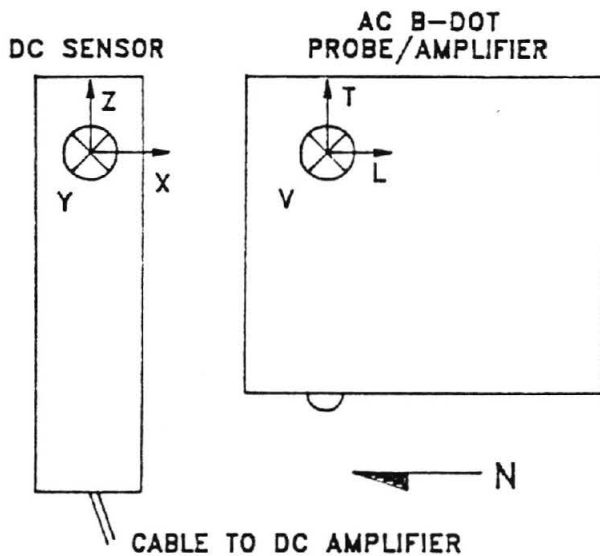 DC SENSOR
AC B-DOT
PROBE/AMPLIFIER
Z
X
Y
T
L
V
N
CABLE TO DC AMPLIFIER